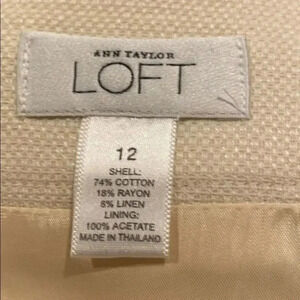 ANN TAYLOR
LOFT
12
SHELL:
74% COTTON
18% RAYON
8% LINEN
LINING:
100% ACETATE
MADE IN THAILAND